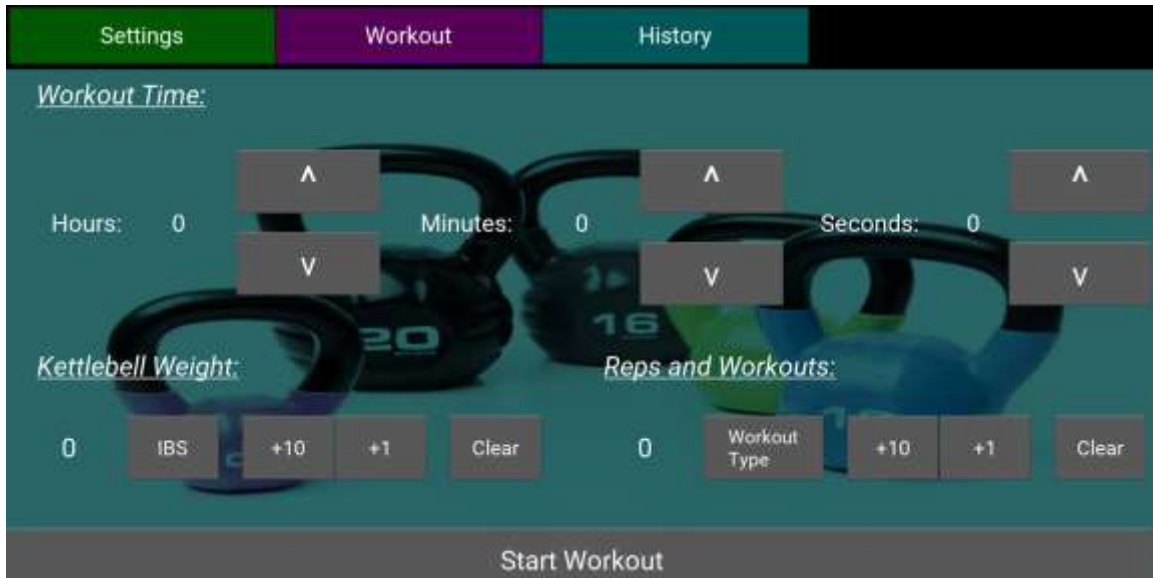 Settings Workout History
Workout Time:
^ ^ ^
Hours: 0 Minutes: 0 Seconds: 0
v v v
20 16
Kettlebell Weight: Reps and Workouts:
0 IBS +10 +1 Clear 0 Workout Type +10 +1 Clear
Start Workout